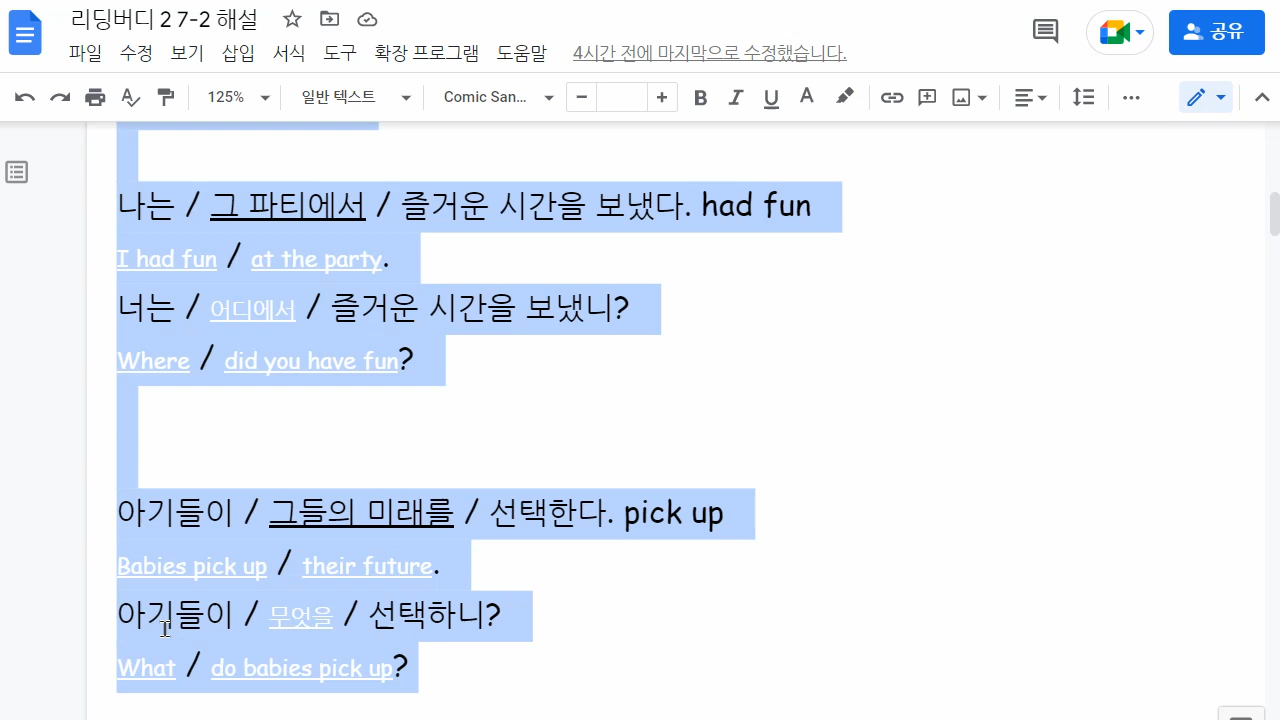 리딩버디 2 7-2 해설
파일 수정 보기 삽입 서식 도구 확장 프로그램 도움말 4시간 전에 마지막으로 수정했습니다.
공유
125% 일반 텍스트 Comic San... − + B I U A
나는 / 그 파티에서 / 즐거운 시간을 보냈다. had fun
I had fun / at the party.
너는 / 어디에서 / 즐거운 시간을 보냈니?
Where / did you have fun?
아기들이 / 그들의 미래를 / 선택한다. pick up
Babies pick up / their future.
아기들이 / 무엇을 / 선택하니?
What / do babies pick up?